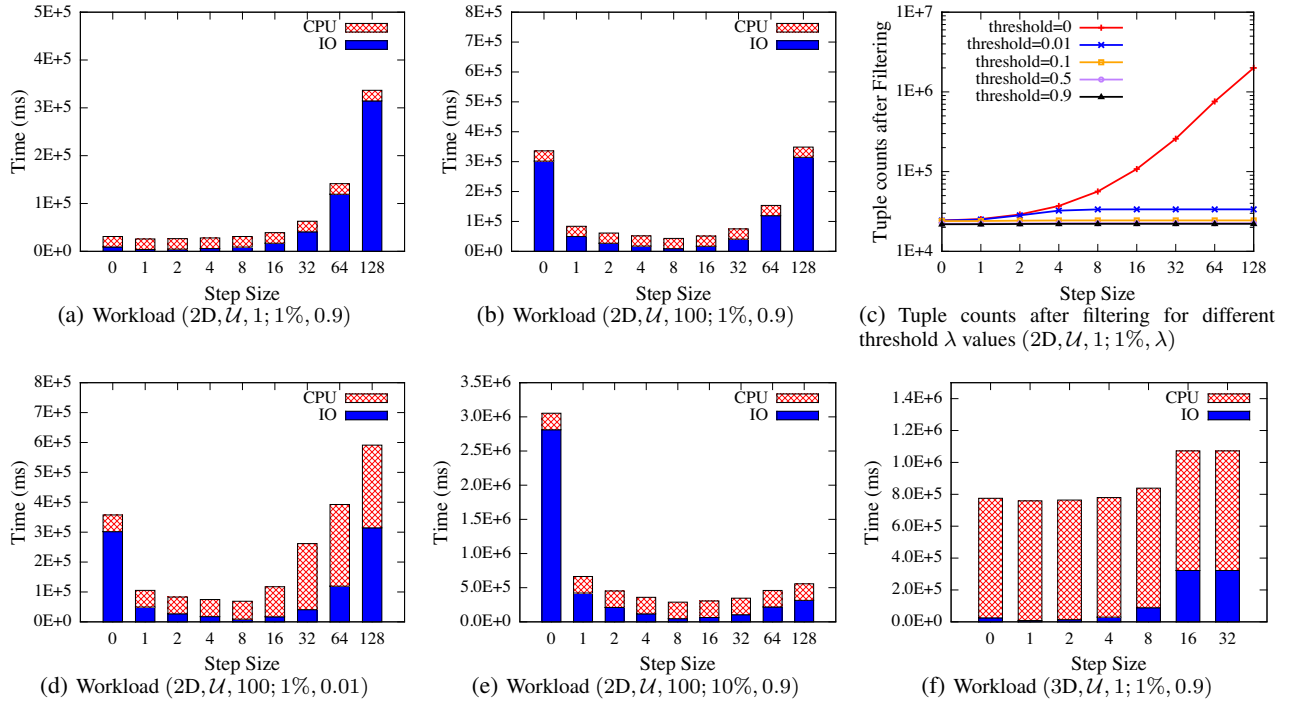 5E+5
4E+5
3E+5
2E+5
1E+5
0E+0
Time (ms)
CPU
IO
0 1 2 4 8 16 32 64 128
Step Size
(a) Workload (2D, U, 1; 1%, 0.9)
8E+5
7E+5
6E+5
5E+5
4E+5
3E+5
2E+5
1E+5
0E+0
Time (ms)
CPU
IO
0 1 2 4 8 16 32 64 128
Step Size
(b) Workload (2D, U, 100; 1%, 0.9)
1E+7
1E+6
1E+5
1E+4
Tuple counts after Filtering
threshold=0
threshold=0.01
threshold=0.1
threshold=0.5
threshold=0.9
0 1 2 4 8 16 32 64 128
Step Size
(c) Tuple counts after filtering for different
threshold λ values (2D, U, 1; 1%, λ)
8E+5
7E+5
6E+5
5E+5
4E+5
3E+5
2E+5
1E+5
0E+0
Time (ms)
CPU
IO
0 1 2 4 8 16 32 64 128
Step Size
(d) Workload (2D, U, 100; 1%, 0.01)
3.5E+6
3.0E+6
2.5E+6
2.0E+6
1.5E+6
1.0E+6
5.0E+5
0.0E+0
Time (ms)
CPU
IO
0 1 2 4 8 16 32 64 128
Step Size
(e) Workload (2D, U, 100; 10%, 0.9)
1.4E+6
1.2E+6
1.0E+6
8.0E+5
6.0E+5
4.0E+5
2.0E+5
0.0E+0
Time (ms)
CPU
IO
0 1 2 4 8 16 32
Step Size
(f) Workload (3D, U, 1; 1%, 0.9)